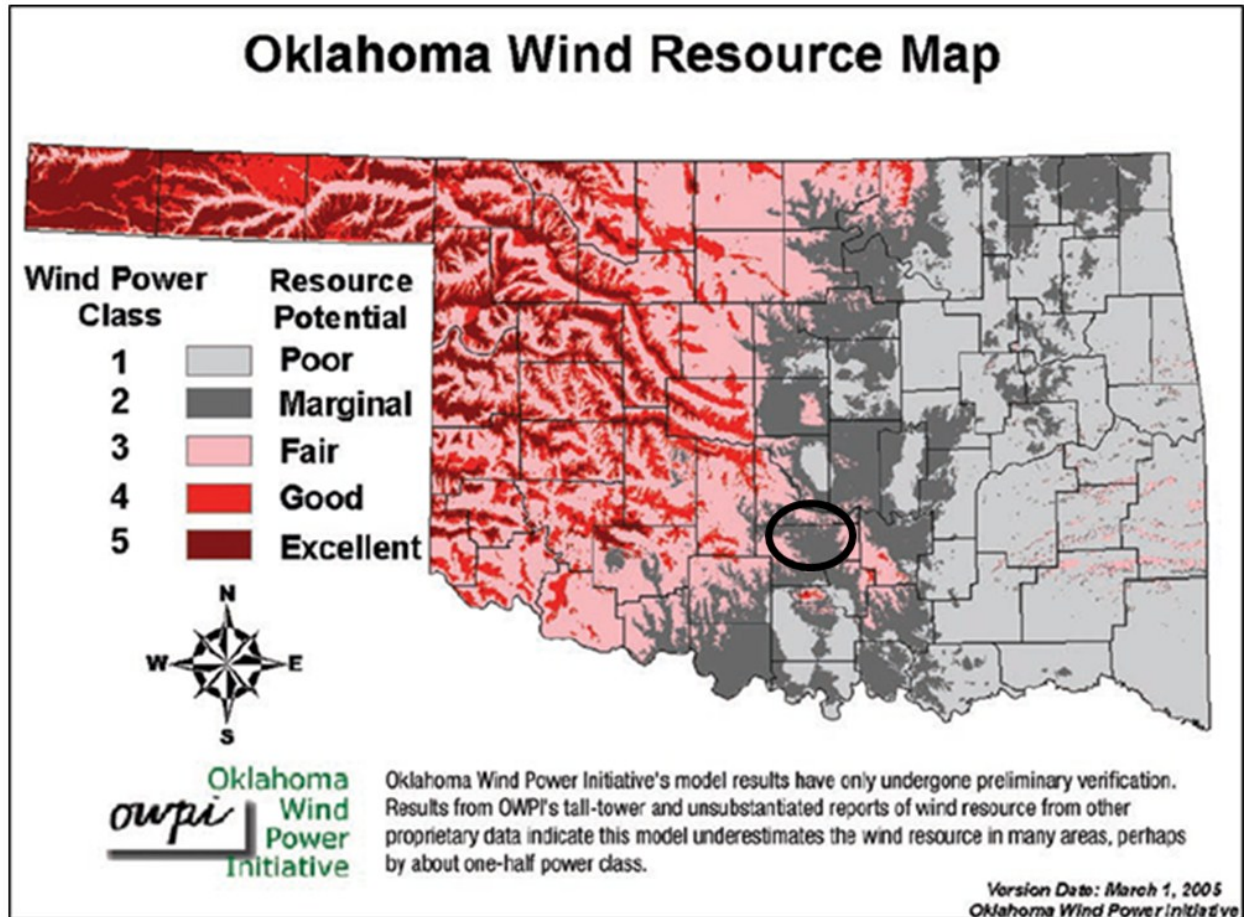 Oklahoma Wind Resource Map
Wind Power Class
Resource Potential
1 Poor
2 Marginal
3 Fair
4 Good
5 Excellent
N
W E
S
owpi
Oklahoma
Wind
Power
Initiative
Oklahoma Wind Power Initiative's model results have only undergone preliminary verification.
Results from OWPI's tall-tower and unsubstantiated reports of wind resource from other
proprietary data indicate this model underestimates the wind resource in many areas, perhaps
by about one-half power class.
Version Date: March 1, 2005
Oklahoma Wind Power Initiative